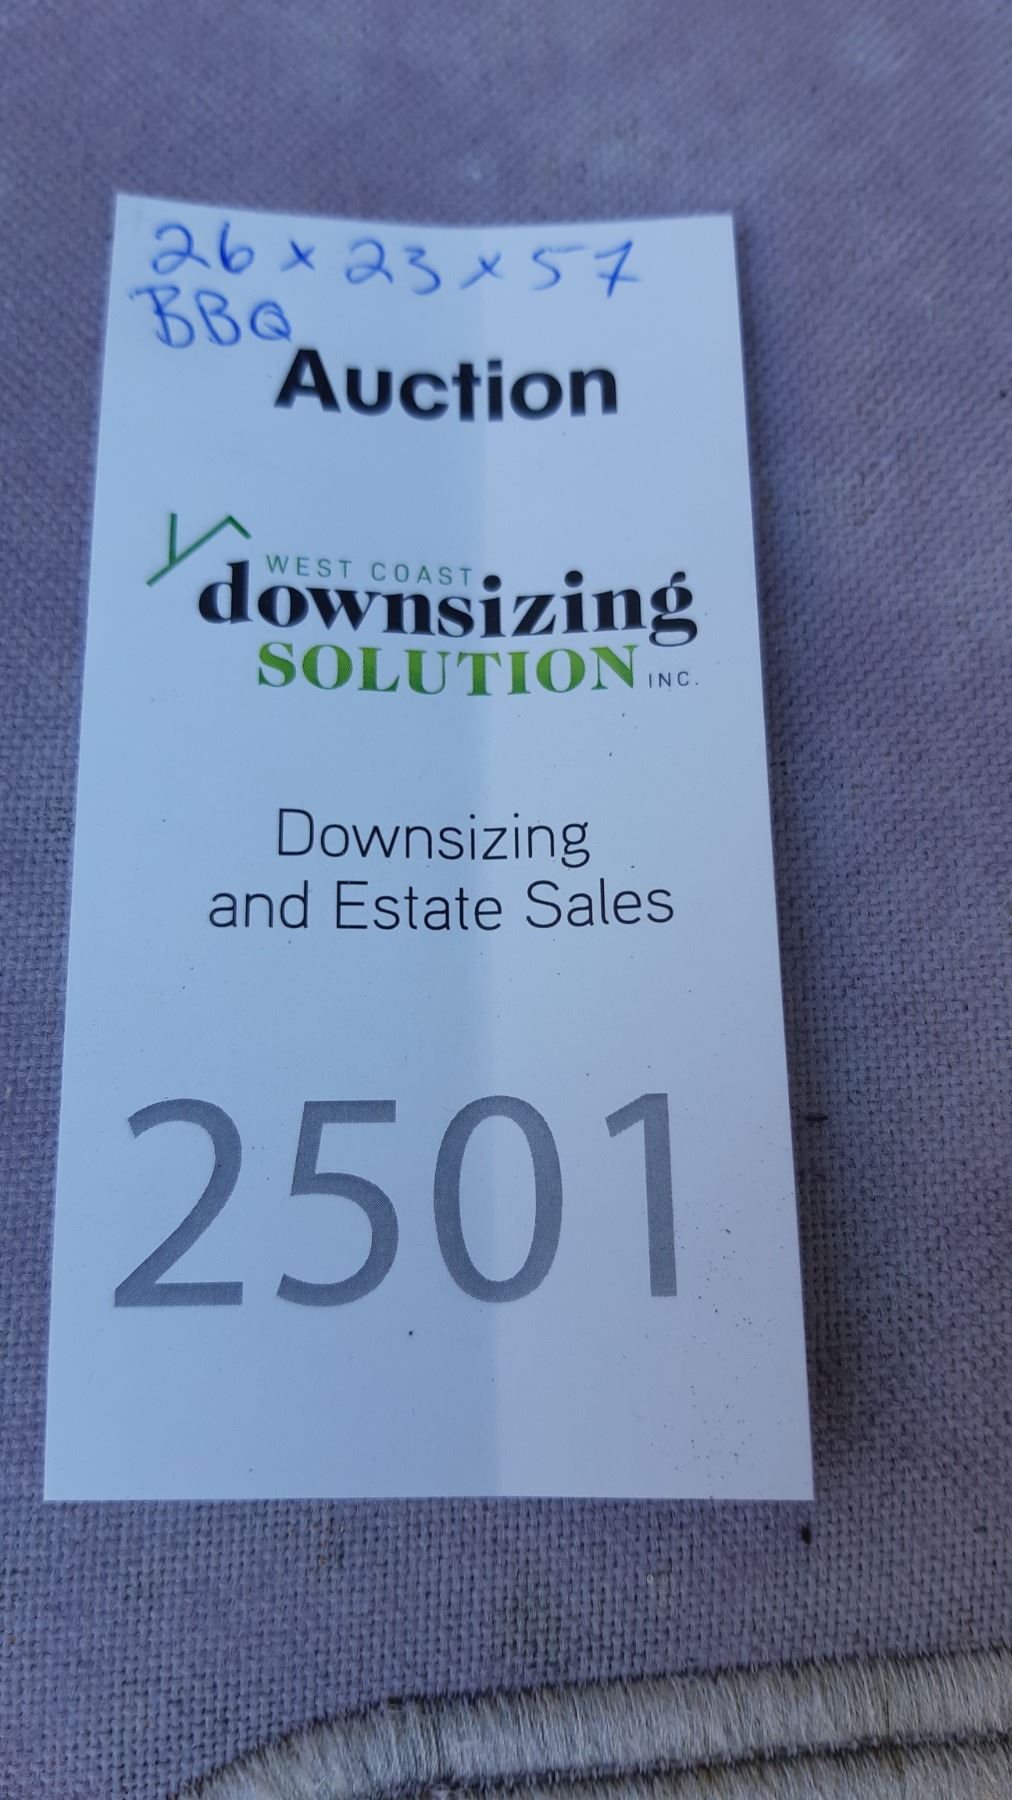 26 x 23 x 57
BBQ
Auction
WEST COAST
downsizing
SOLUTION INC.
Downsizing
and Estate Sales
2501